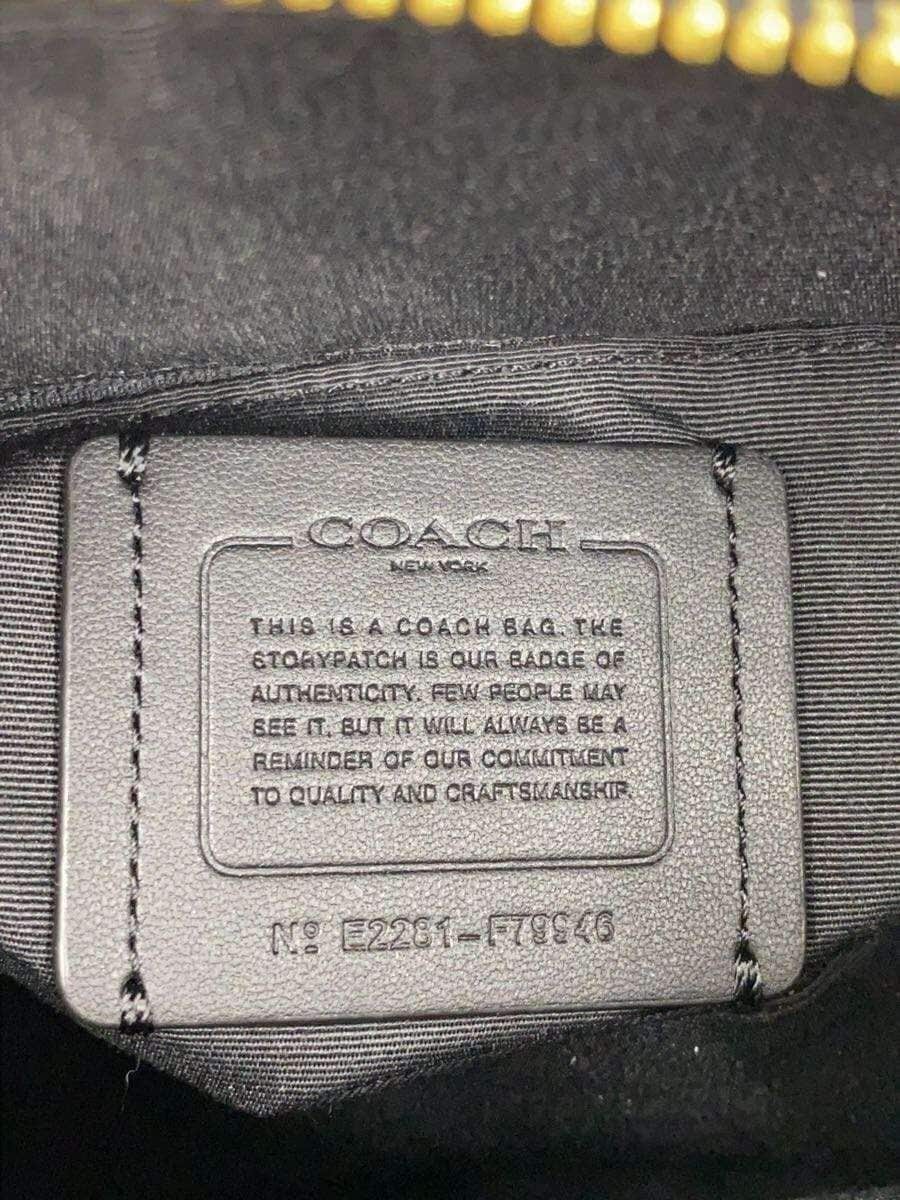 COACH
NEW YORK
THIS IS A COACH BAG. THE
STORYPATCH IS OUR BADGE OF
AUTHENTICITY. FEW PEOPLE MAY
SEE IT, BUT IT WILL ALWAYS BE A
REMINDER OF OUR COMMITMENT
TO QUALITY AND CRAFTSMANSHIP.
Nº E2281-F79946